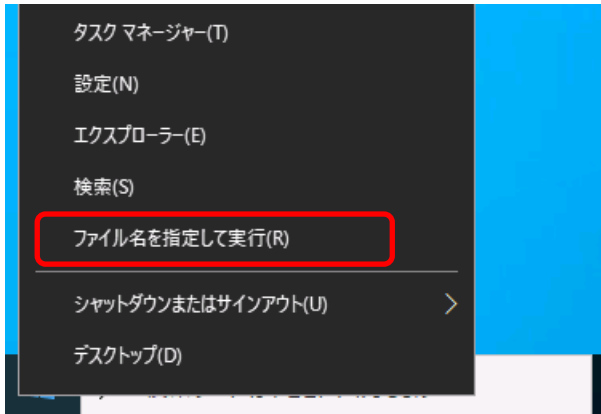 タスク マネージャー(T)
設定(N)
エクスプローラー(E)
検索(S)
ファイル名を指定して実行(R)
シャットダウンまたはサインアウト(U)
デスクトップ(D)